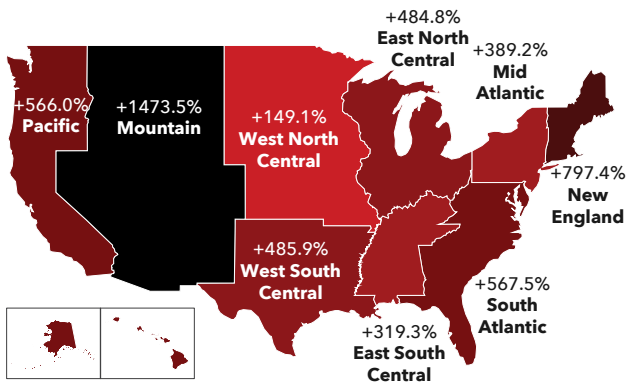 +484.8%
East North
Central
+389.2%
Mid
Atlantic
+566.0%
Pacific
+1473.5%
Mountain
+149.1%
West North
Central
+797.4%
New
England
+485.9%
West South
Central
+567.5%
South
Atlantic
+319.3%
East South
Central